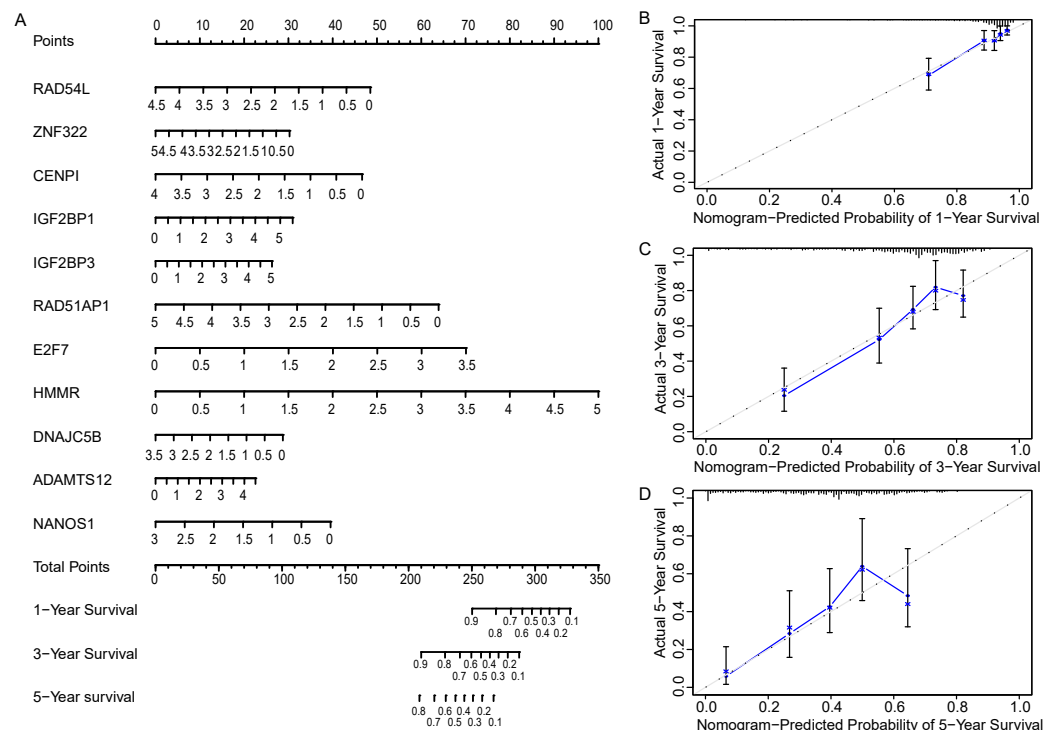 A
0 10 20 30 40 50 60 70 80 90 100
Points
RAD54L
4.5 4 3.5 3 2.5 2 1.5 1 0.5 0
ZNF322
54.5 43.532.521.510.50
CENPI
4 3.5 3 2.5 2 1.5 1 0.5 0
IGF2BP1
0 1 2 3 4 5
IGF2BP3
0 1 2 3 4 5
RAD51AP1
5 4.5 4 3.5 3 2.5 2 1.5 1 0.5 0
E2F7
0 0.5 1 1.5 2 2.5 3 3.5
HMMR
0 0.5 1 1.5 2 2.5 3 3.5 4 4.5 5
DNAJC5B
3.5 3 2.5 2 1.5 1 0.5 0
ADAMTS12
0 1 2 3 4
NANOS1
3 2.5 2 1.5 1 0.5 0
Total Points
0 50 100 150 200 250 300 350
1−Year Survival
0.9 0.7 0.5 0.3 0.1
0.8 0.6 0.4 0.2
3−Year Survival
0.9 0.8 0.6 0.4 0.2
0.7 0.5 0.3 0.1
5−Year survival
0.8 0.6 0.4 0.2
0.7 0.5 0.3 0.1
B
Actual 1−Year Survival
0.0 0.2 0.4 0.6 0.8 1.0
0.0 0.2 0.4 0.6 0.8 1.0
Nomogram−Predicted Probability of 1−Year Survival
C
Actual 3−Year Survival
0.0 0.2 0.4 0.6 0.8 1.0
0.0 0.2 0.4 0.6 0.8 1.0
Nomogram−Predicted Probability of 3−Year Survival
D
Actual 5−Year Survival
0.0 0.2 0.4 0.6 0.8 1.0
0.0 0.2 0.4 0.6 0.8 1.0
Nomogram−Predicted Probability of 5−Year Survival